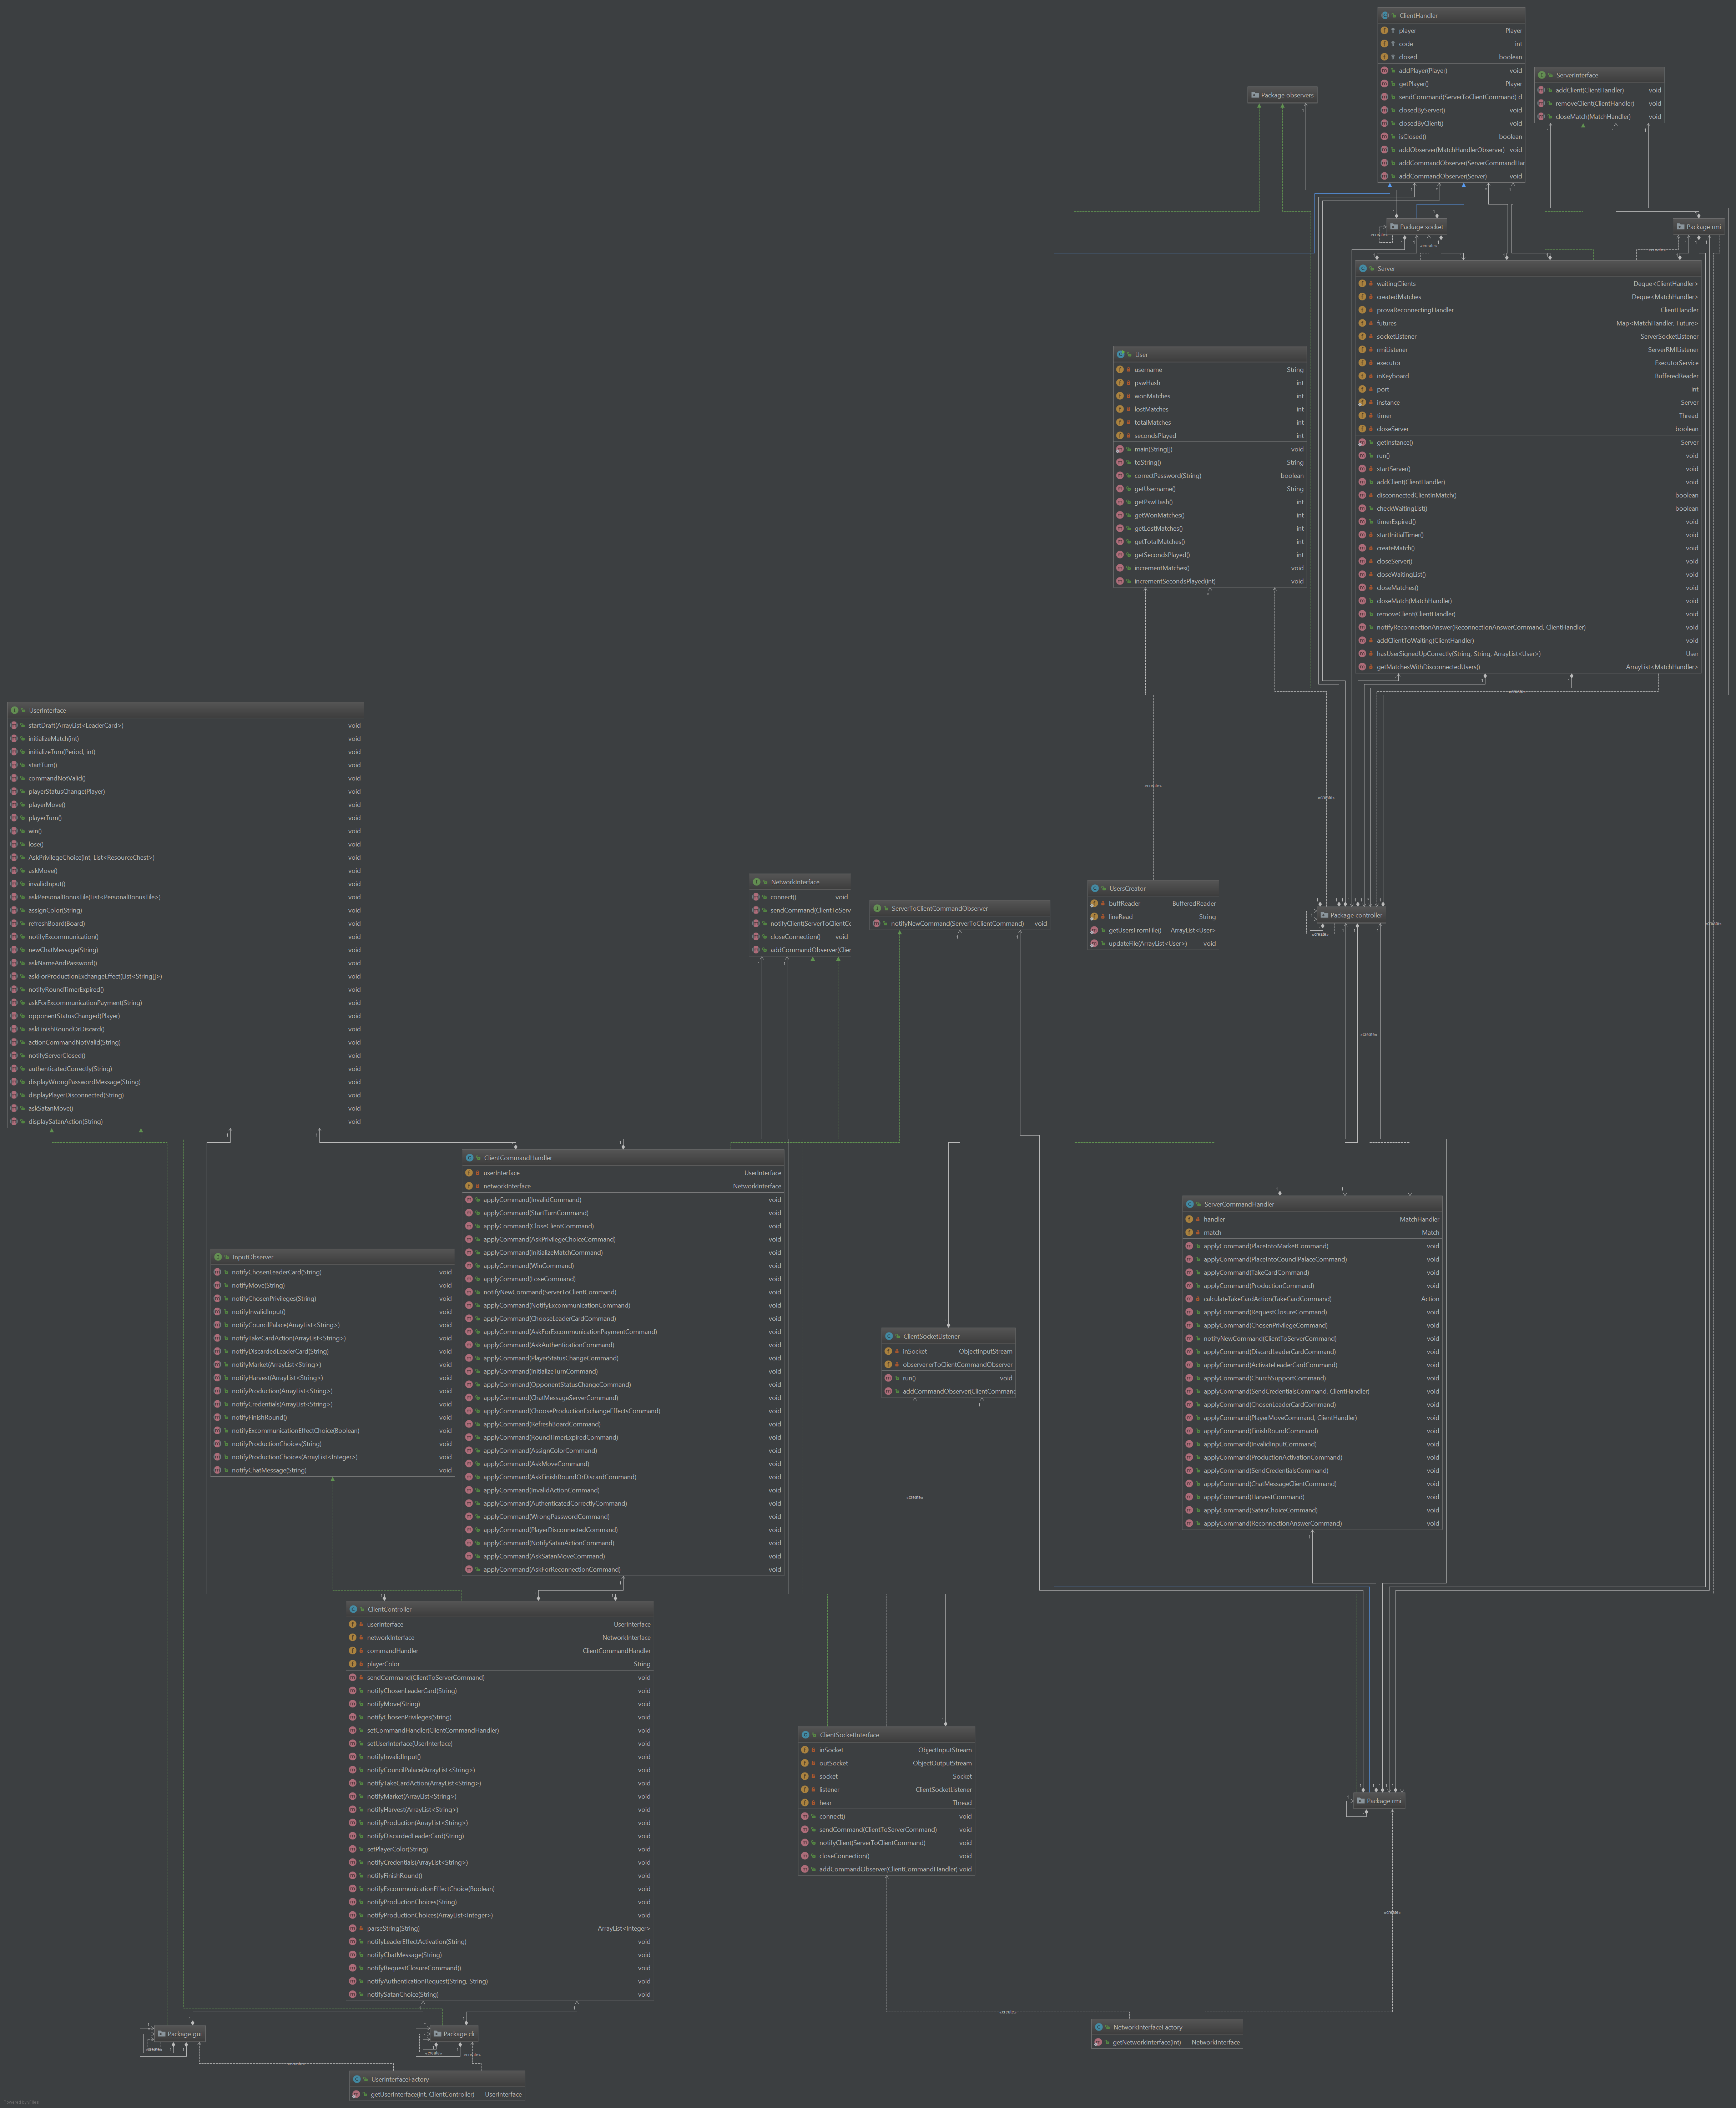 ClientHandler
player Player
code int
closed boolean
addPlayer(Player) void
getPlayer() Player
sendCommand(ServerToClientCommand) d
closedByServer() void
closedByClient() void
isClosed() boolean
addObserver(MatchHandlerObserver) void
addCommandObserver(ServerCommandHar
addCommandObserver(Server) void
ServerInterface
addClient(ClientHandler) void
removeClient(ClientHandler) void
closeMatch(MatchHandler) void
Package observers
Package socket
Package rmi
Server
waitingClients Deque<ClientHandler>
createdMatches Deque<MatchHandler>
provaReconnectingHandler ClientHandler
futures Map<MatchHandler, Future>
socketListener ServerSocketListener
rmiListener ServerRMIListener
executor ExecutorService
inKeyboard BufferedReader
port int
instance Server
timer Thread
closeServer boolean
getInstance() Server
run() void
startServer() void
addClient(ClientHandler) void
disconnectedClientInMatch() boolean
checkWaitingList() boolean
timerExpired() void
startInitialTimer() void
createMatch() void
closeServer() void
closeWaitingList() void
closeMatches() void
closeMatch(MatchHandler) void
removeClient(ClientHandler) void
notifyReconnectionAnswer(ReconnectionAnswerCommand, ClientHandler) void
addClientToWaiting(ClientHandler) void
hasUserSignedUpCorrectly(String, String, ArrayList<User>) User
getMatchesWithDisconnectedUsers() ArrayList<MatchHandler>
User
username String
pswHash int
wonMatches int
lostMatches int
totalMatches int
secondsPlayed int
main(String[]) void
toString() String
correctPassword(String) boolean
getUsername() String
getPswHash() int
getWonMatches() int
getLostMatches() int
getTotalMatches() int
getSecondsPlayed() int
incrementMatches() void
incrementSecondsPlayed(int) void
UserInterface
startDraft(ArrayList<LeaderCard>) void
initializeMatch(int) void
initializeTurn(Period, int) void
startTurn() void
commandNotValid() void
playerStatusChange(Player) void
playerMove() void
playerTurn() void
win() void
lose() void
AskPrivilegeChoice(int, List<ResourceChest>) void
askMove() void
invalidInput() void
askPersonalBonusTile(List<PersonalBonusTile>) void
assignColor(String) void
refreshBoard(Board) void
notifyExcommunication() void
newChatMessage(String) void
askNameAndPassword() void
askForProductionExchangeEffect(List<String[]>) void
notifyRoundTimerExpired() void
askForExcommunicationPayment(String) void
opponentStatusChanged(Player) void
askFinishRoundOrDiscard() void
actionCommandNotValid(String) void
notifyServerClosed() void
authenticatedCorrectly(String) void
displayWrongPasswordMessage(String) void
displayPlayerDisconnected(String) void
askSatanMove() void
displaySatanAction(String) void
NetworkInterface
connect() void
sendCommand(ClientToServ
notifyClient(ServerToClientCo
closeConnection() void
addCommandObserver(Clien
ServerToClientCommandObserver
notifyNewCommand(ServerToClientCommand) void
UsersCreator
buffReader BufferedReader
lineRead String
getUsersFromFile() ArrayList<User>
updateFile(ArrayList<User>) void
Package controller
ClientCommandHandler
userInterface UserInterface
networkInterface NetworkInterface
applyCommand(InvalidCommand) void
applyCommand(StartTurnCommand) void
applyCommand(CloseClientCommand) void
applyCommand(AskPrivilegeChoiceCommand) void
applyCommand(InitializeMatchCommand) void
applyCommand(WinCommand) void
applyCommand(LoseCommand) void
notifyNewCommand(ServerToClientCommand) void
applyCommand(NotifyExcommunicationCommand) void
applyCommand(ChooseLeaderCardCommand) void
applyCommand(AskForExcommunicationPaymentCommand) void
applyCommand(AskAuthenticationCommand) void
applyCommand(PlayerStatusChangeCommand) void
applyCommand(InitializeTurnCommand) void
applyCommand(OpponentStatusChangeCommand) void
applyCommand(ChatMessageServerCommand) void
applyCommand(ChooseProductionExchangeEffectsCommand) void
applyCommand(RefreshBoardCommand) void
applyCommand(RoundTimerExpiredCommand) void
applyCommand(AssignColorCommand) void
applyCommand(AskMoveCommand) void
applyCommand(AskFinishRoundOrDiscardCommand) void
applyCommand(InvalidActionCommand) void
applyCommand(AuthenticatedCorrectlyCommand) void
applyCommand(WrongPasswordCommand) void
applyCommand(PlayerDisconnectedCommand) void
applyCommand(NotifySatanActionCommand) void
applyCommand(AskSatanMoveCommand) void
applyCommand(AskForReconnectionCommand) void
ServerCommandHandler
handler MatchHandler
match Match
applyCommand(PlaceIntoMarketCommand) void
applyCommand(PlaceIntoCouncilPalaceCommand) void
applyCommand(TakeCardCommand) void
applyCommand(ProductionCommand) void
calculateTakeCardAction(TakeCardCommand) Action
applyCommand(RequestClosureCommand) void
applyCommand(ChosenPrivilegeCommand) void
notifyNewCommand(ClientToServerCommand) void
applyCommand(DiscardLeaderCardCommand) void
applyCommand(ActivateLeaderCardCommand) void
applyCommand(ChurchSupportCommand) void
applyCommand(SendCredentialsCommand, ClientHandler) void
applyCommand(ChosenLeaderCardCommand) void
applyCommand(PlayerMoveCommand, ClientHandler) void
applyCommand(FinishRoundCommand) void
applyCommand(InvalidInputCommand) void
applyCommand(ProductionActivationCommand) void
applyCommand(SendCredentialsCommand) void
applyCommand(ChatMessageClientCommand) void
applyCommand(HarvestCommand) void
applyCommand(SatanChoiceCommand) void
applyCommand(ReconnectionAnswerCommand) void
InputObserver
notifyChosenLeaderCard(String) void
notifyMove(String) void
notifyChosenPrivileges(String) void
notifyInvalidInput() void
notifyCouncilPalace(ArrayList<String>) void
notifyTakeCardAction(ArrayList<String>) void
notifyDiscardedLeaderCard(String) void
notifyMarket(ArrayList<String>) void
notifyHarvest(ArrayList<String>) void
notifyProduction(ArrayList<String>) void
notifyCredentials(ArrayList<String>) void
notifyFinishRound() void
notifyExcommunicationEffectChoice(Boolean) void
notifyProductionChoices(String) void
notifyProductionChoices(ArrayList<Integer>) void
notifyChatMessage(String) void
ClientSocketListener
inSocket ObjectInputStream
observer erToClientCommandObserver
run() void
addCommandObserver(ClientCommand
ClientController
userInterface UserInterface
networkInterface NetworkInterface
commandHandler ClientCommandHandler
playerColor String
sendCommand(ClientToServerCommand) void
notifyChosenLeaderCard(String) void
notifyMove(String) void
notifyChosenPrivileges(String) void
setCommandHandler(ClientCommandHandler) void
setUserInterface(UserInterface) void
notifyInvalidInput() void
notifyCouncilPalace(ArrayList<String>) void
notifyTakeCardAction(ArrayList<String>) void
notifyMarket(ArrayList<String>) void
notifyHarvest(ArrayList<String>) void
notifyProduction(ArrayList<String>) void
notifyDiscardedLeaderCard(String) void
setPlayerColor(String) void
notifyCredentials(ArrayList<String>) void
notifyFinishRound() void
notifyExcommunicationEffectChoice(Boolean) void
notifyProductionChoices(String) void
notifyProductionChoices(ArrayList<Integer>) void
parseString(String) ArrayList<Integer>
notifyLeaderEffectActivation(String) void
notifyChatMessage(String) void
notifyRequestClosureCommand() void
notifyAuthenticationRequest(String, String) void
notifySatanChoice(String) void
ClientSocketInterface
inSocket ObjectInputStream
outSocket ObjectOutputStream
socket Socket
listener ClientSocketListener
hear Thread
connect() void
sendCommand(ClientToServerCommand) void
notifyClient(ServerToClientCommand) void
closeConnection() void
addCommandObserver(ClientCommandHandler) void
Package rmi
NetworkInterfaceFactory
getNetworkInterface(int) NetworkInterface
Package gui
Package cli
UserInterfaceFactory
getUserInterface(int, ClientController) UserInterface
Powered by yFiles